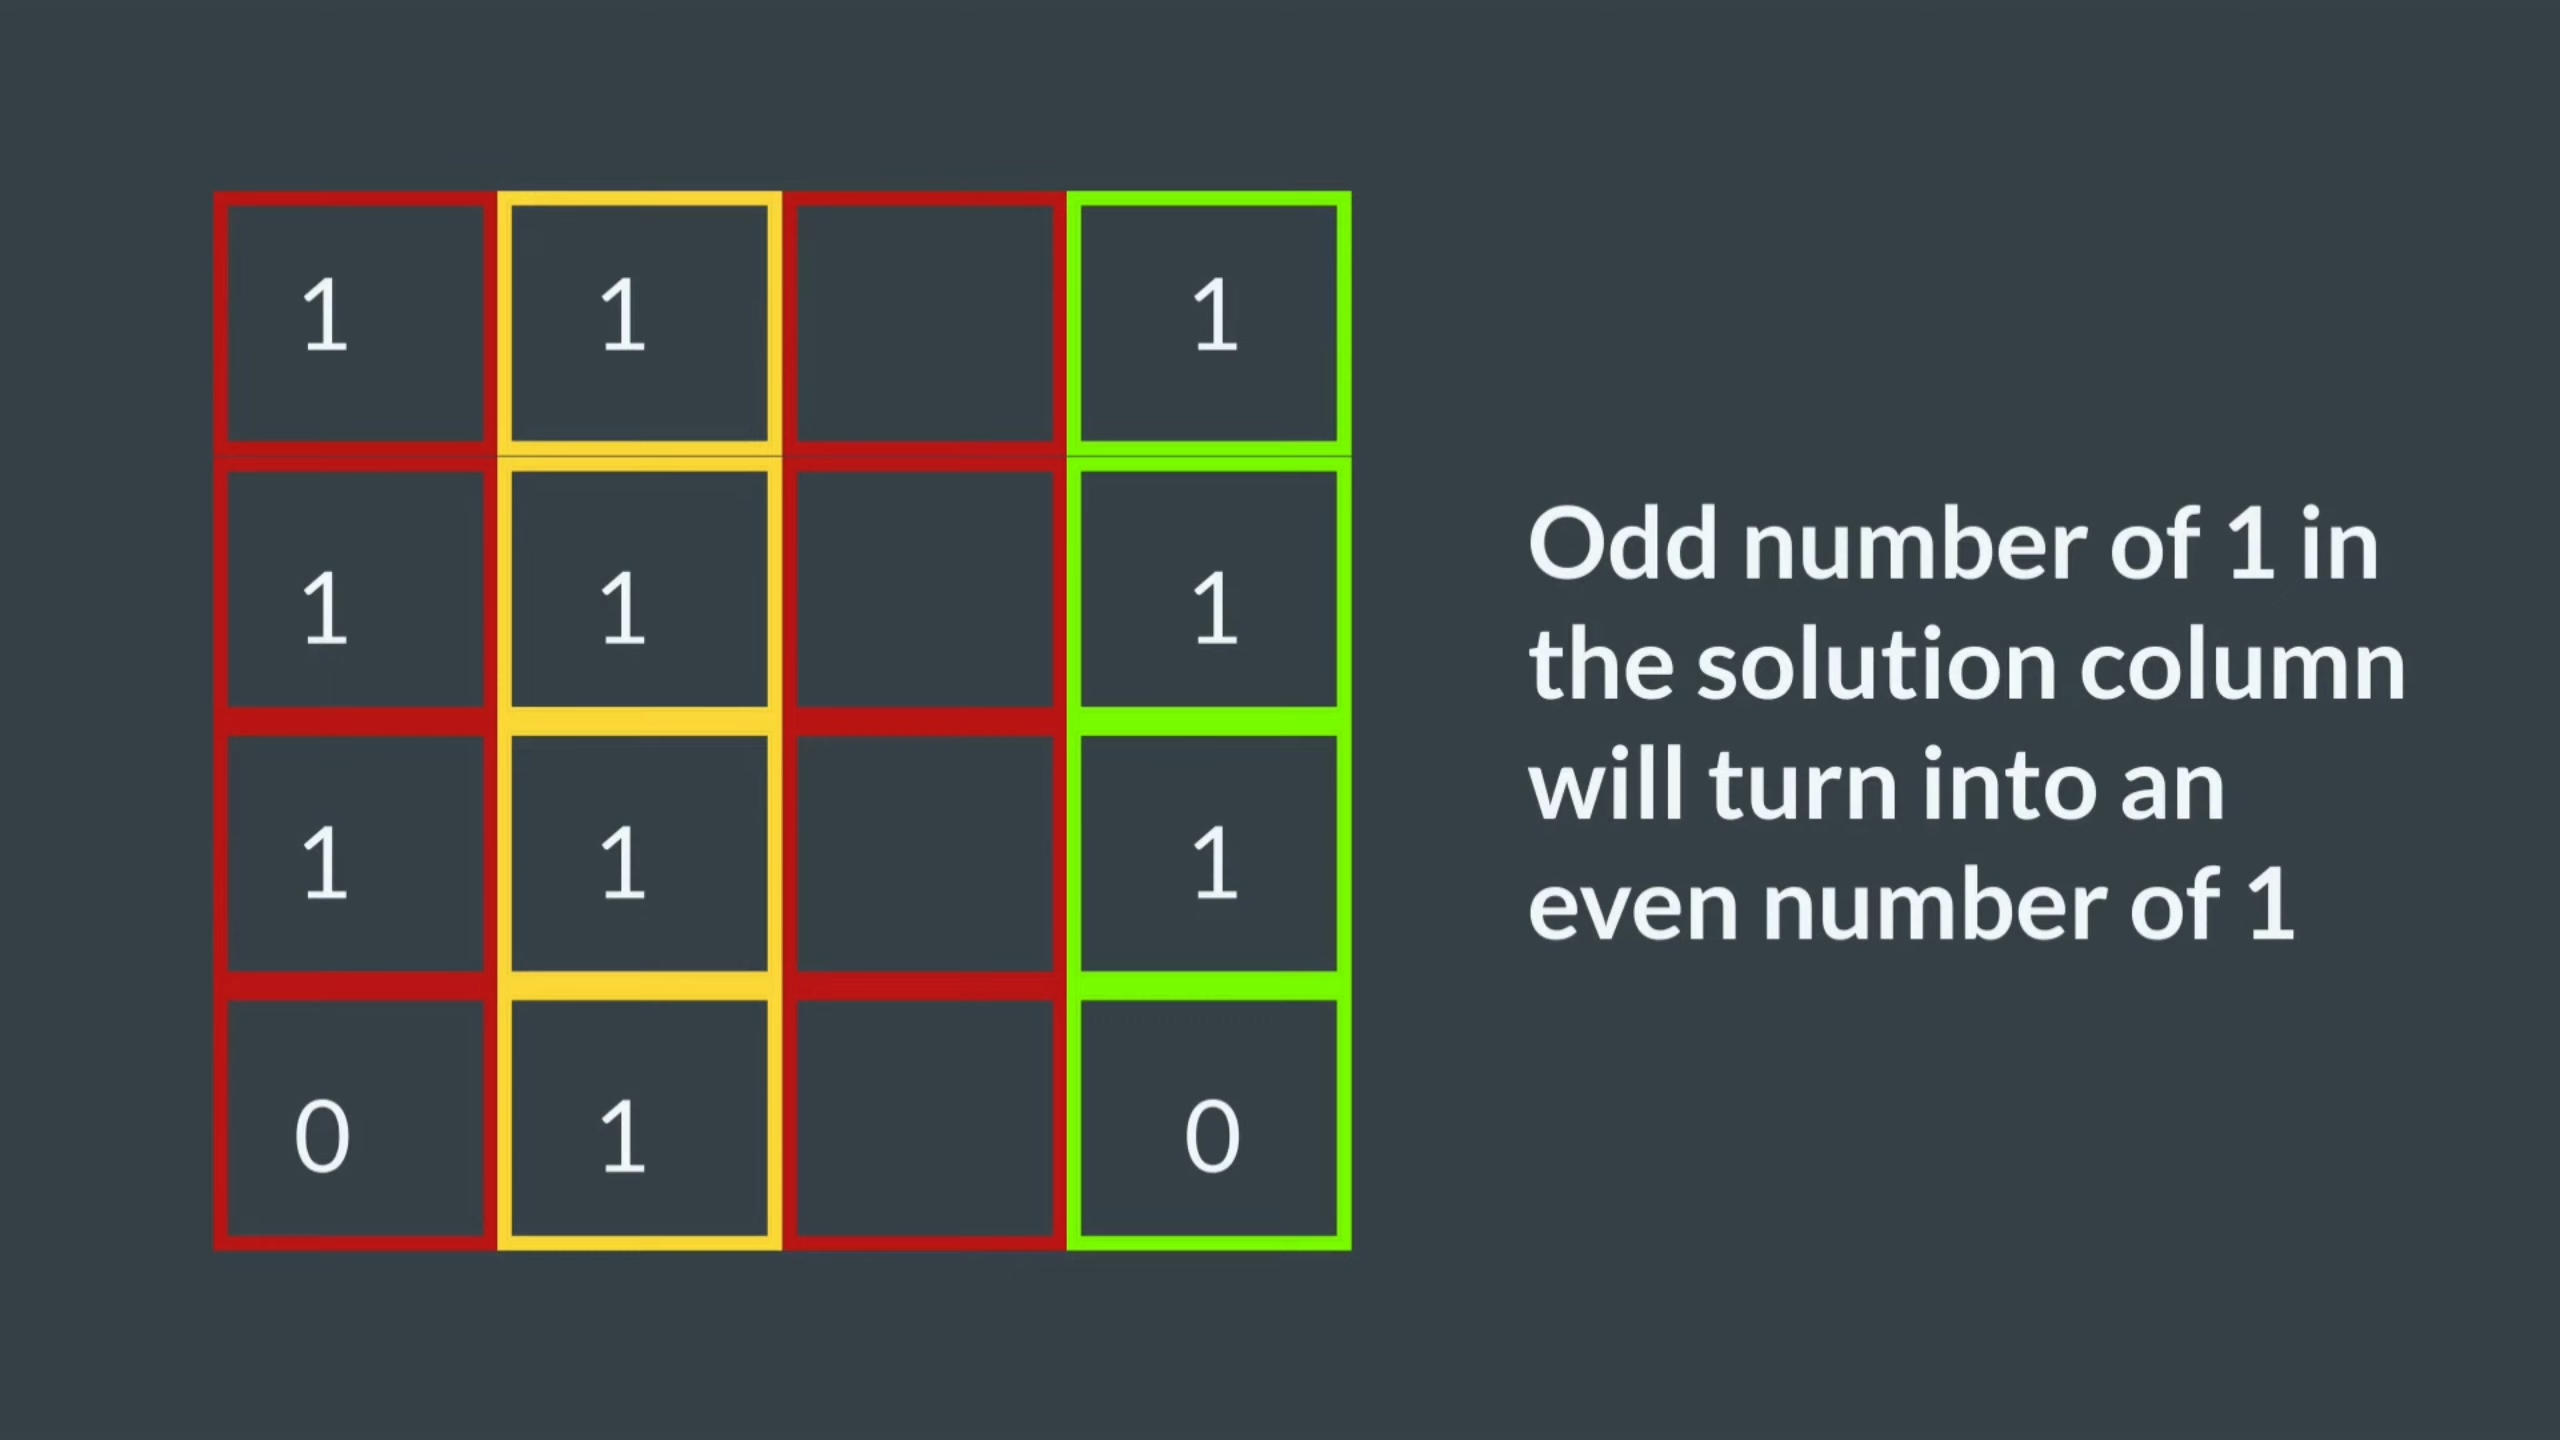 1 1 1
1 1 1
1 1 1
0 1 0
Odd number of 1 in
the solution column
will turn into an
even number of 1